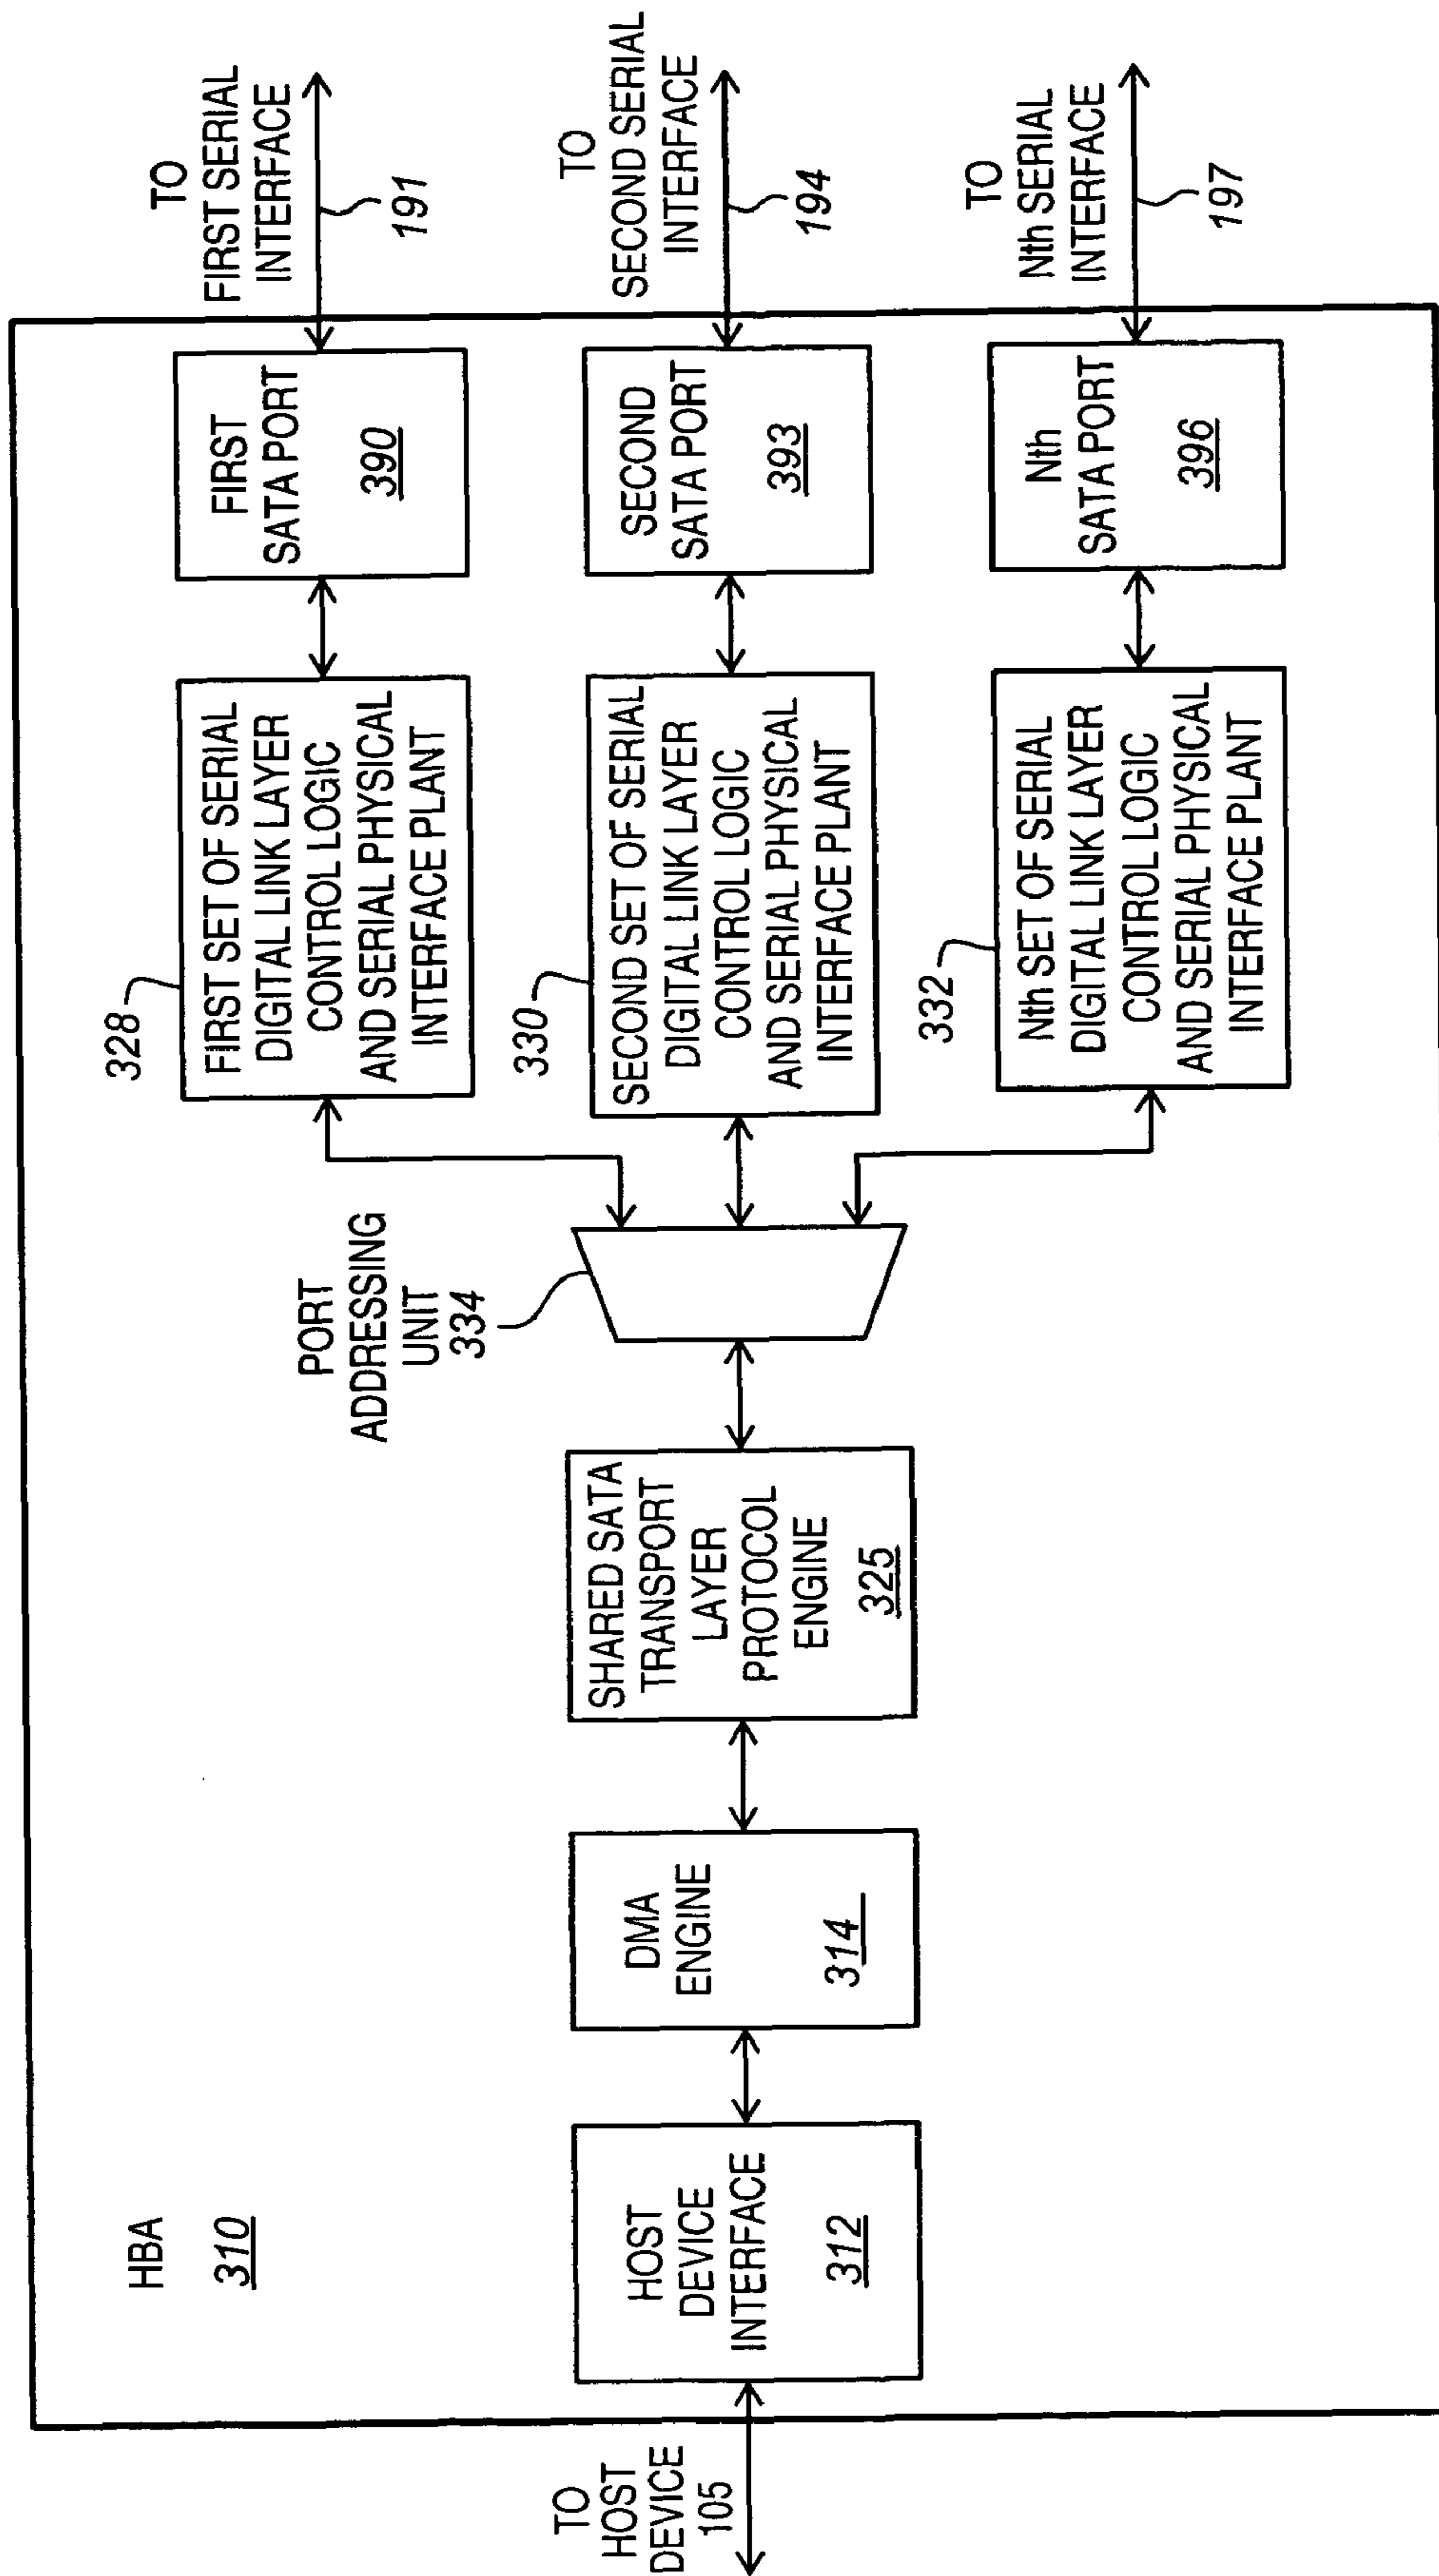 HBA
310
TO
HOST
DEVICE
105
HOST
DEVICE
INTERFACE
312
DMA
ENGINE
314
SHARED SATA
TRANSPORT
LAYER
PROTOCOL
ENGINE
325
PORT
ADDRESSING
UNIT
334
328
FIRST SET OF SERIAL
DIGITAL LINK LAYER
CONTROL LOGIC
AND SERIAL PHYSICAL
INTERFACE PLANT
FIRST
SATA PORT
390
TO
FIRST SERIAL
INTERFACE
191
330
SECOND SET OF SERIAL
DIGITAL LINK LAYER
CONTROL LOGIC
AND SERIAL PHYSICAL
INTERFACE PLANT
SECOND
SATA PORT
393
TO
SECOND SERIAL
INTERFACE
194
332
Nth SET OF SERIAL
DIGITAL LINK LAYER
CONTROL LOGIC
AND SERIAL PHYSICAL
INTERFACE PLANT
Nth
SATA PORT
396
TO
Nth SERIAL
INTERFACE
197